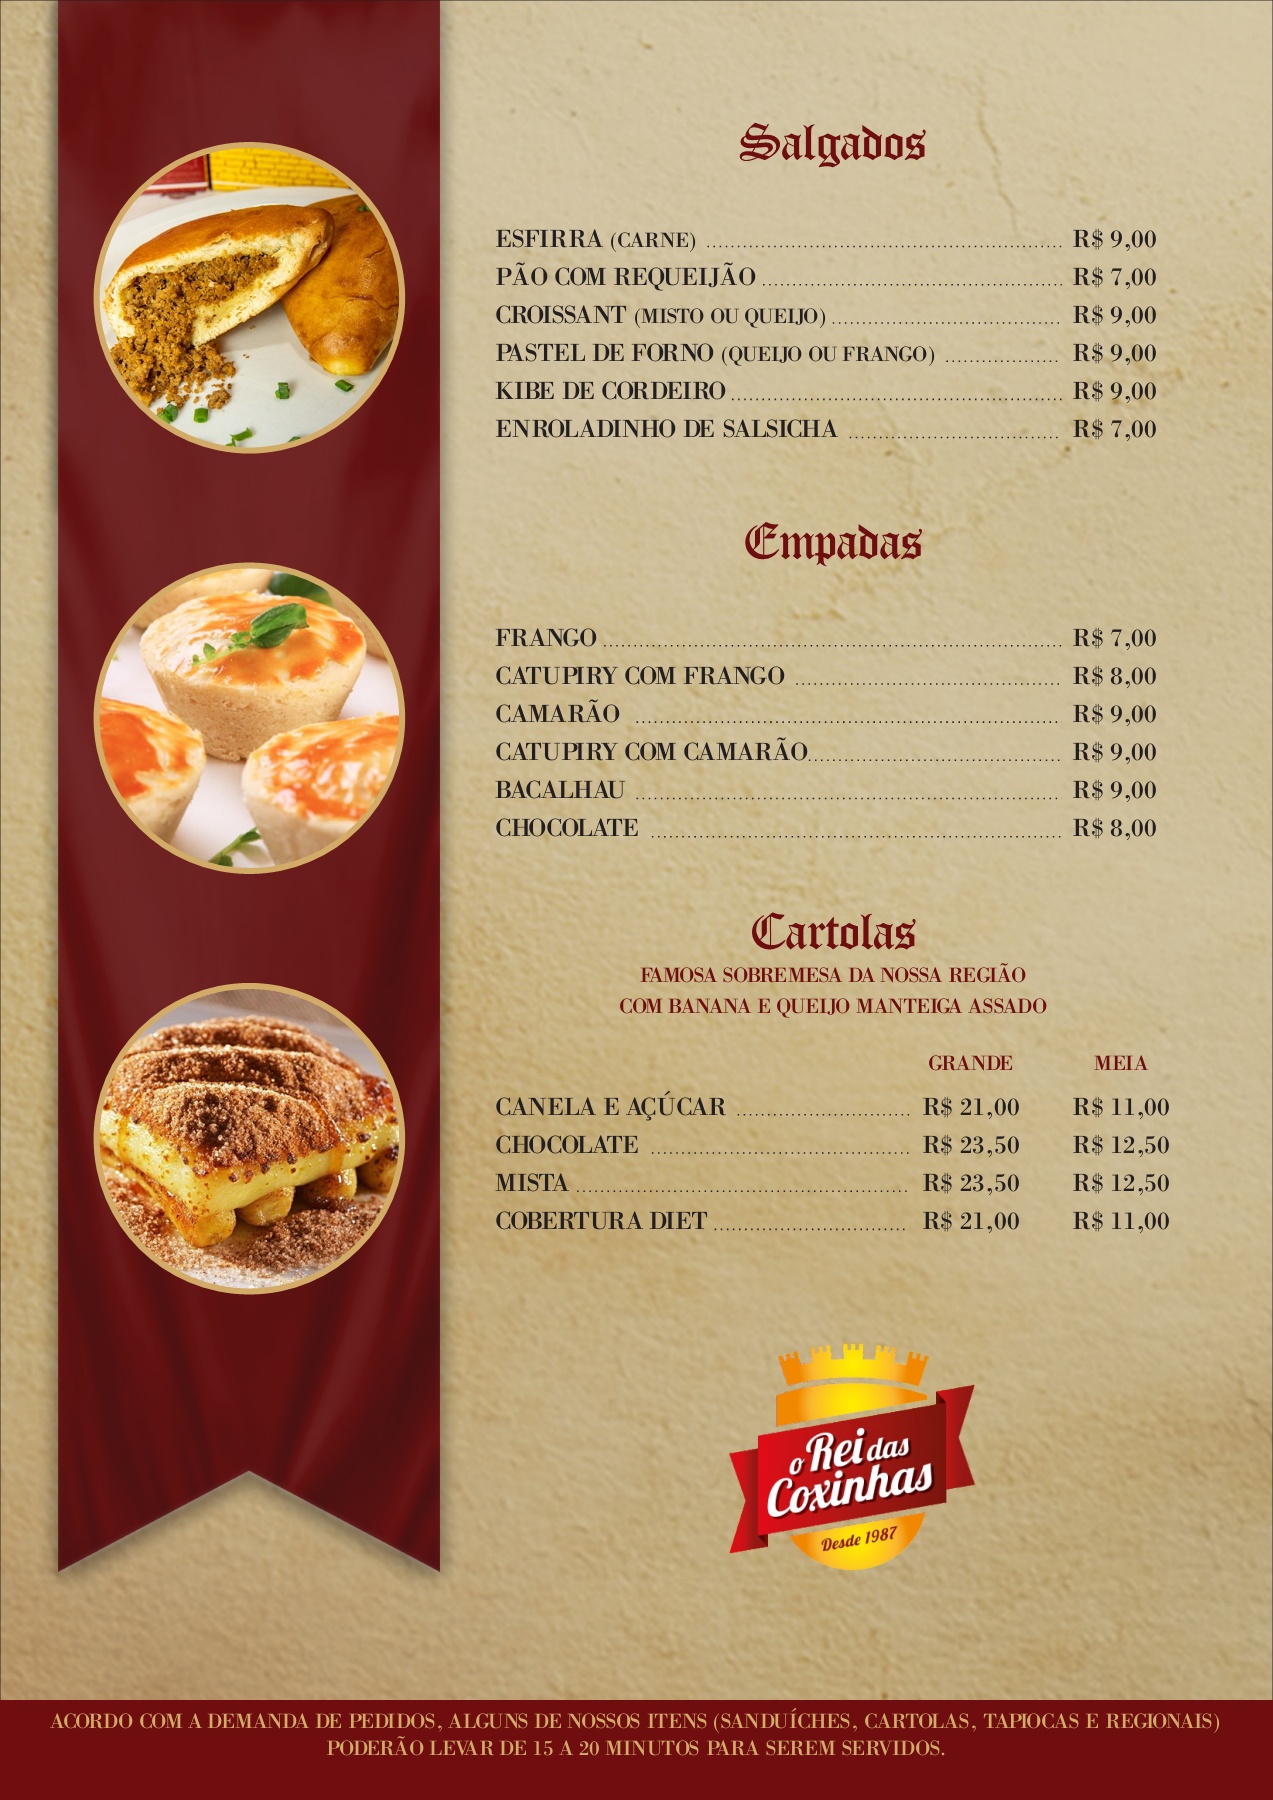 Salgados
ESFIRRA (CARNE) R$ 9,00
PÃO COM REQUEIJÃO R$ 7,00
CROISSANT (MISTO OU QUEIJO) R$ 9,00
PASTEL DE FORNO (QUEIJO OU FRANGO) R$ 9,00
KIBE DE CORDEIRO R$ 9,00
ENROLADINHO DE SALSICHA R$ 7,00
Empadas
FRANGO R$ 7,00
CATUPIRY COM FRANGO R$ 8,00
CAMARÃO R$ 9,00
CATUPIRY COM CAMARÃO R$ 9,00
BACALHAU R$ 9,00
CHOCOLATE R$ 8,00
Cartolas
FAMOSA SOBREMESA DA NOSSA REGIÃO
COM BANANA E QUEIJO MANTEIGA ASSADO
GRANDE MEIA
CANELA E AÇÚCAR R$ 21,00 R$ 11,00
CHOCOLATE R$ 23,50 R$ 12,50
MISTA R$ 23,50 R$ 12,50
COBERTURA DIET R$ 21,00 R$ 11,00
o Rei das
Coxinhas
Desde 1987
ACORDO COM A DEMANDA DE PEDIDOS, ALGUNS DE NOSSOS ITENS (SANDUÍCHES, CARTOLAS, TAPIOCAS E REGIONAIS)
PODERÃO LEVAR DE 15 A 20 MINUTOS PARA SEREM SERVIDOS.